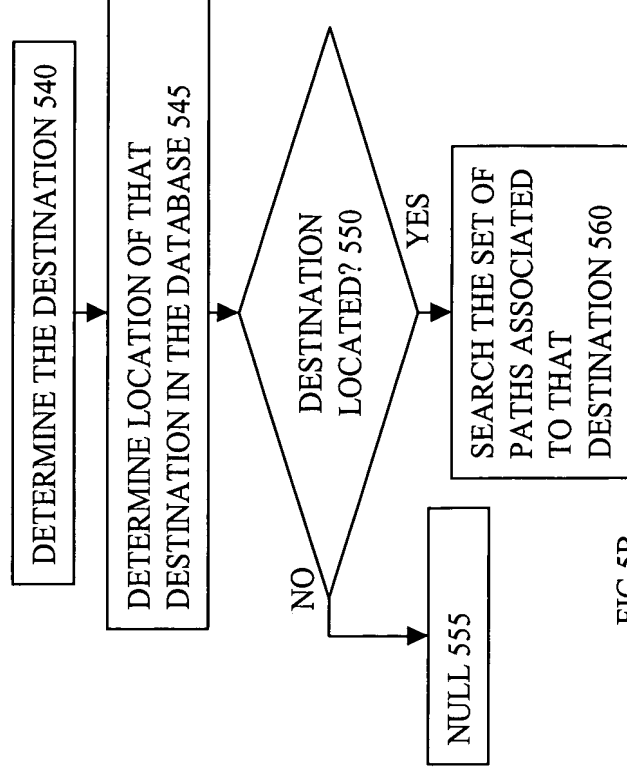 DETERMINE THE DESTINATION 540
DETERMINE LOCATION OF THAT
DESTINATION IN THE DATABASE 545
DESTINATION
LOCATED? 550
NO
YES
NULL 555
SEARCH THE SET OF
PATHS ASSOCIATED
TO THAT
DESTINATION 560
FIG 5B